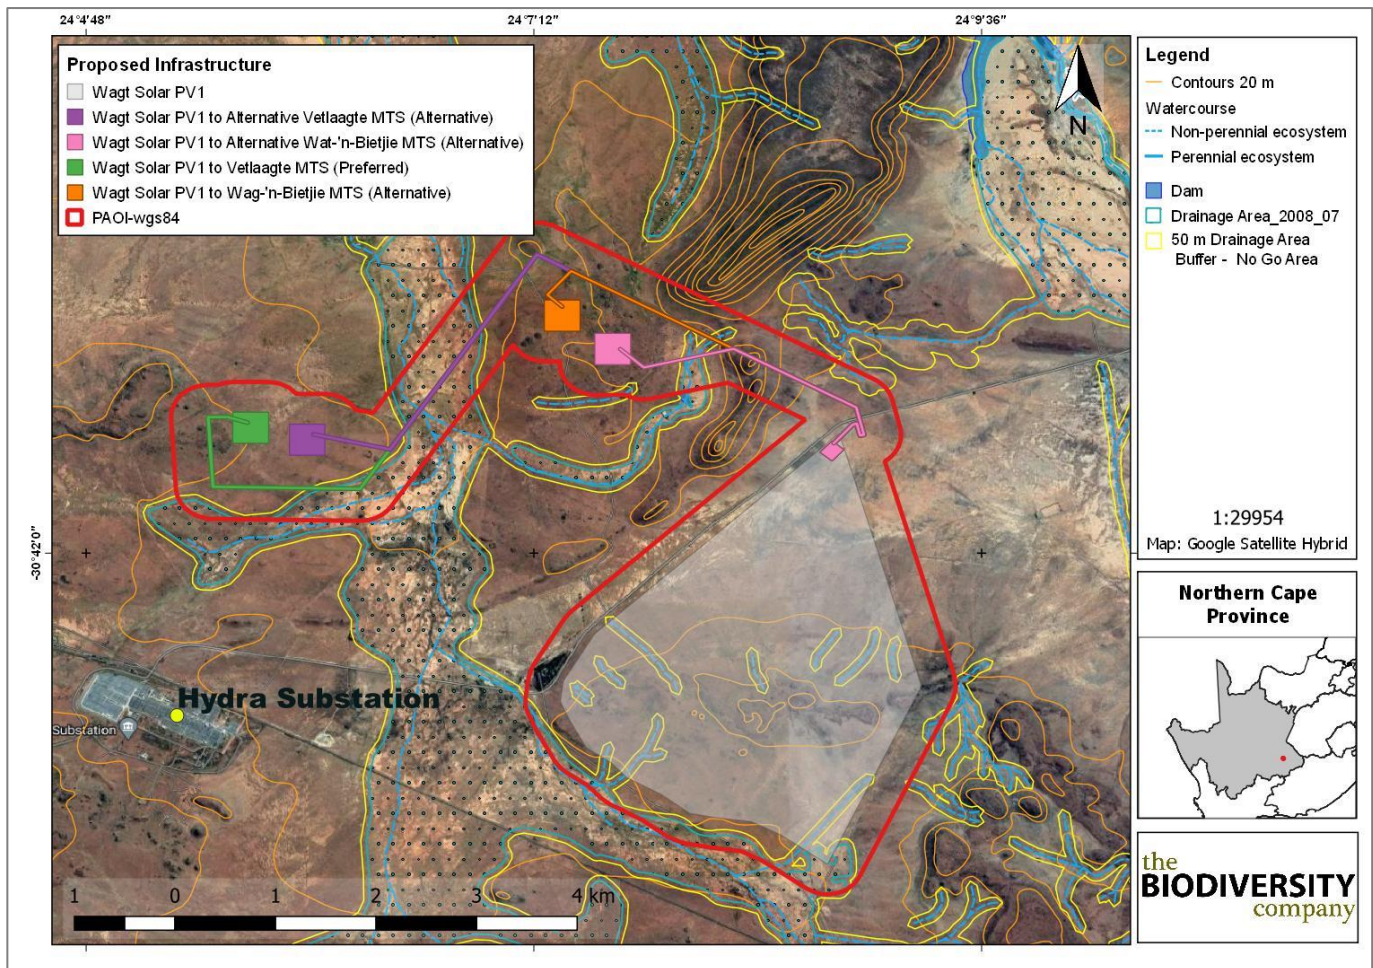 24°4'48"
24°7'12"
24°9'36"
Proposed Infrastructure
Wagt Solar PV1
Wagt Solar PV1 to Alternative Vetlaagte MTS (Alternative)
Wagt Solar PV1 to Alternative Wat-'n-Bietjie MTS (Alternative)
Wagt Solar PV1 to Vetlaagte MTS (Preferred)
Wagt Solar PV1 to Wag-'n-Bietjie MTS (Alternative)
PAOI-wgs84
N
Legend
Contours 20 m
Watercourse
Non-perennial ecosystem
Perennial ecosystem
Dam
Drainage Area_2008_07
50 m Drainage Area
Buffer - No Go Area
1:29954
Map: Google Satellite Hybrid
-30°42'0"
Hydra Substation
Substation
1 0 1 2 3 4 km
Northern Cape
Province
the
BIODIVERSITY
company